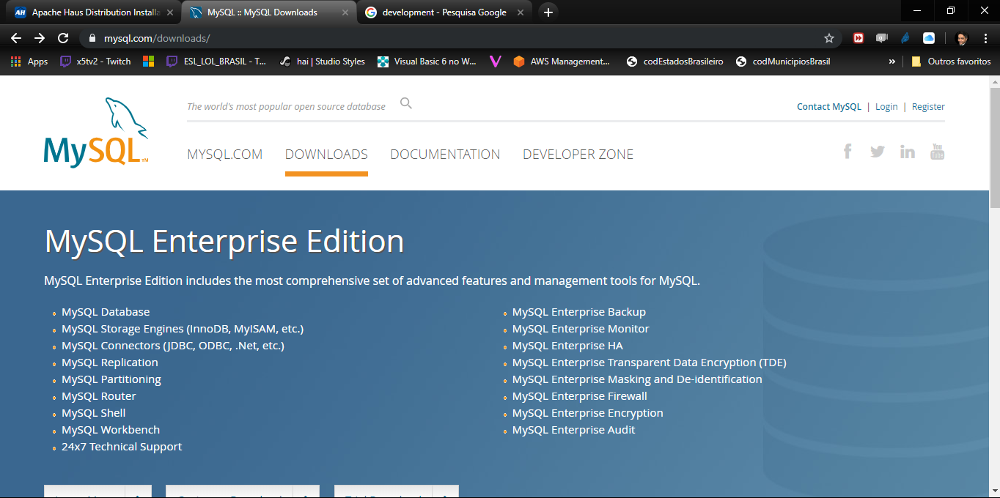 Apache Haus Distribution Installa
MySQL :: MySQL Downloads
development - Pesquisa Google
mysql.com/downloads/
Apps
x5tv2 - Twitch
ESL_LOL_BRASIL - T...
hai | Studio Styles
Visual Basic 6 no W...
AWS Management...
codEstadosBrasileiro
codMunicipiosBrasil
»
Outros favoritos
MySQL™
The world's most popular open source database
Contact MySQL | Login | Register
MYSQL.COM
DOWNLOADS
DOCUMENTATION
DEVELOPER ZONE
MySQL Enterprise Edition
MySQL Enterprise Edition includes the most comprehensive set of advanced features and management tools for MySQL.
MySQL Database
MySQL Storage Engines (InnoDB, MyISAM, etc.)
MySQL Connectors (JDBC, ODBC, .Net, etc.)
MySQL Replication
MySQL Partitioning
MySQL Router
MySQL Shell
MySQL Workbench
24x7 Technical Support
MySQL Enterprise Backup
MySQL Enterprise Monitor
MySQL Enterprise HA
MySQL Enterprise Transparent Data Encryption (TDE)
MySQL Enterprise Masking and De-identification
MySQL Enterprise Firewall
MySQL Enterprise Encryption
MySQL Enterprise Audit